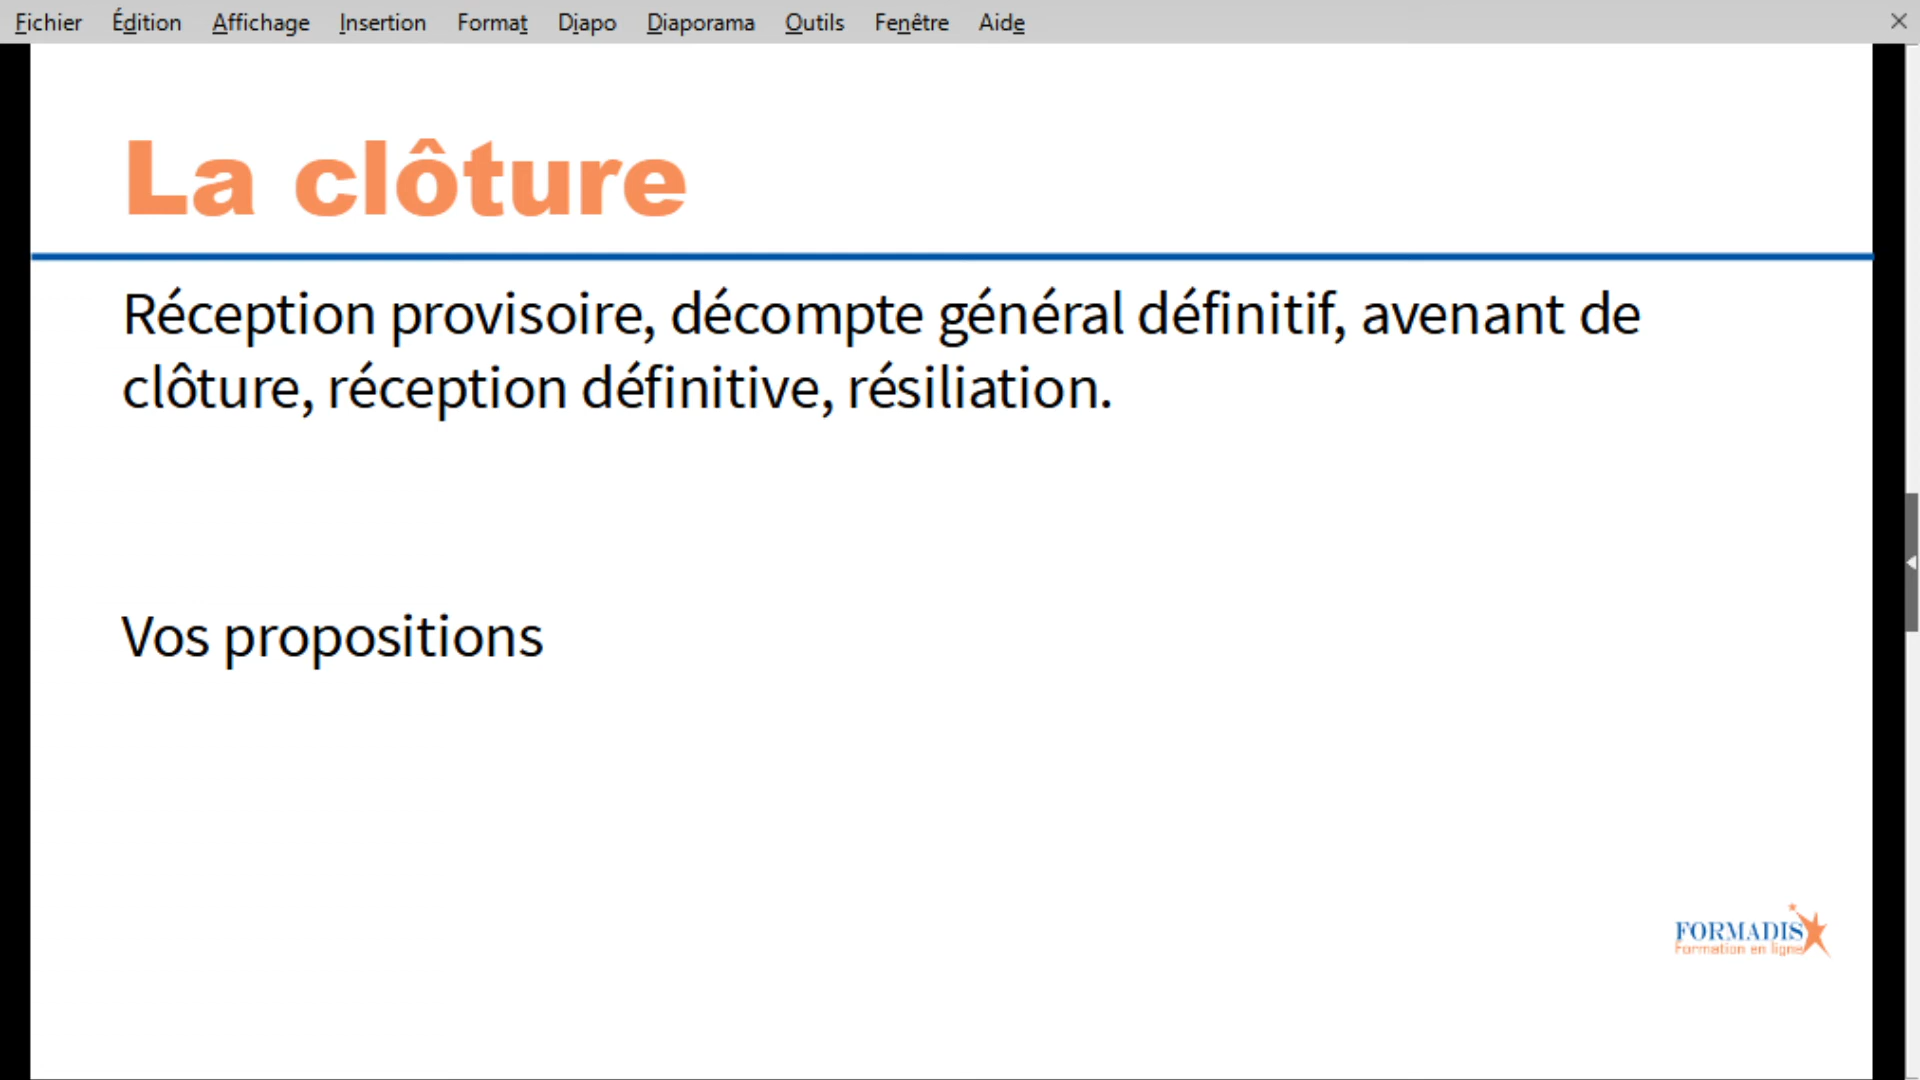 Fichier Édition Affichage Insertion Format Diapo Diaporama Outils Fenêtre Aide
La clôture
Réception provisoire, décompte général définitif, avenant de
clôture, réception définitive, résiliation.
Vos propositions
FORMADIS
Formation en ligne